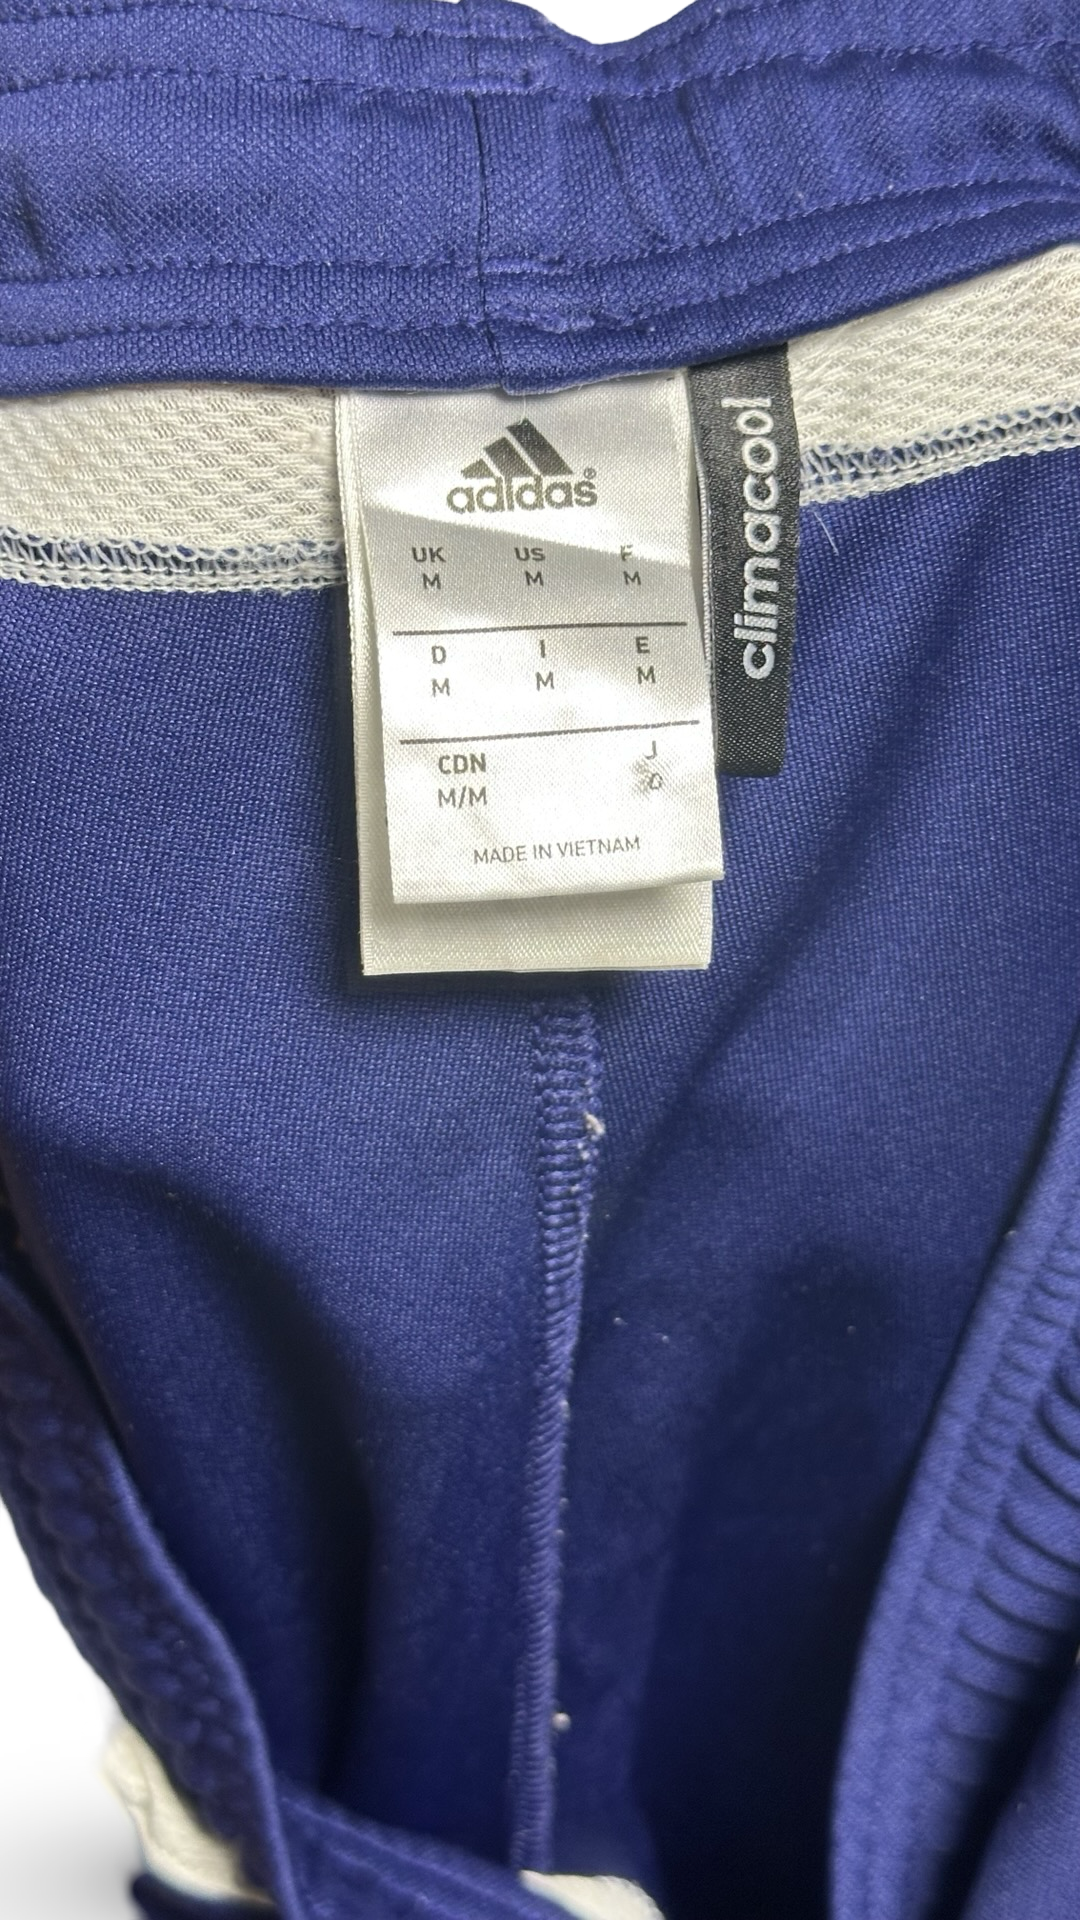 adidas®
UK US F
M M M
D I E
M M M
CDN J
M/M O
MADE IN VIETNAM
climacool